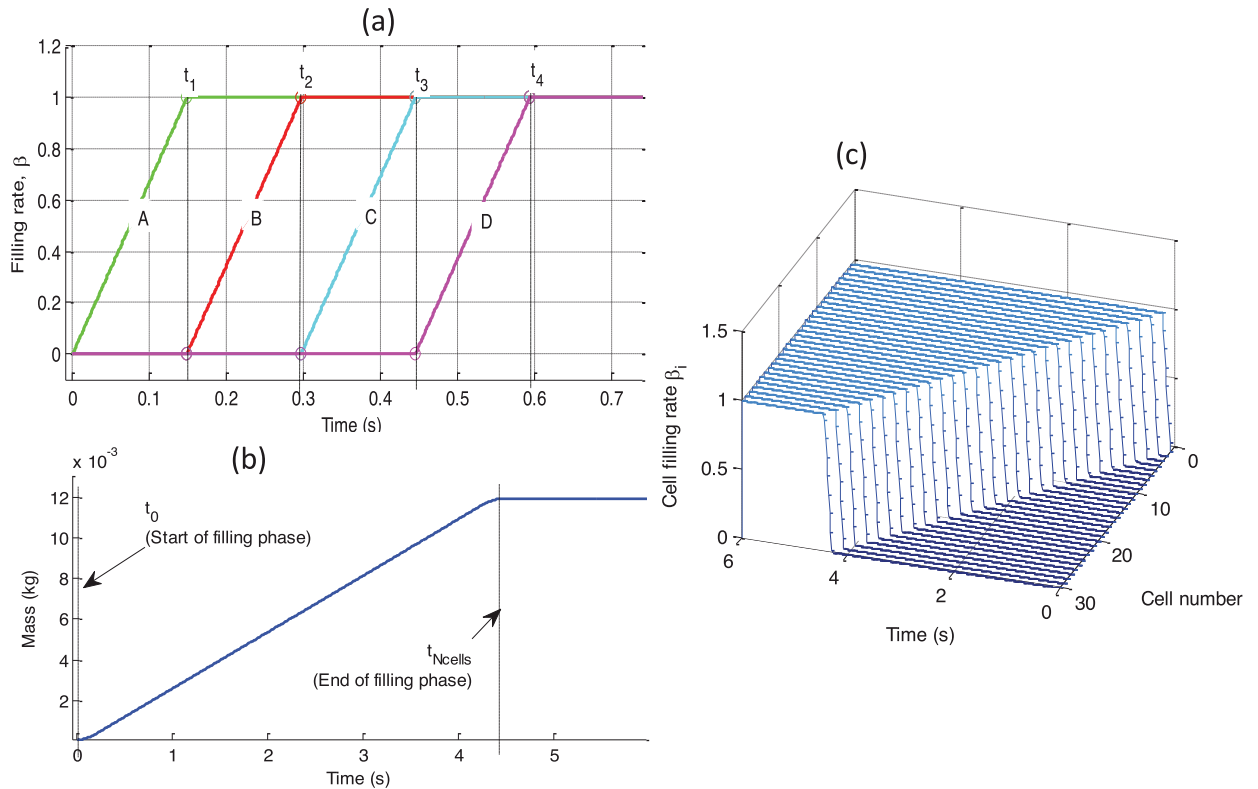 (a)
1.2
1
0.8
0.6
0.4
0.2
0
Filling rate, β
t1
t2
t3
t4
A
B
C
D
0 0.1 0.2 0.3 0.4 0.5 0.6 0.7
Time (s)
(b)
x 10-3
12
10
8
6
4
2
Mass (kg)
t0
(Start of filling phase)
tNcells
(End of filling phase)
0 1 2 3 4 5
Time (s)
(c)
1.5
1
0.5
0
Cell filling rate βi
6
4
2
0
Time (s)
0
10
20
30
Cell number